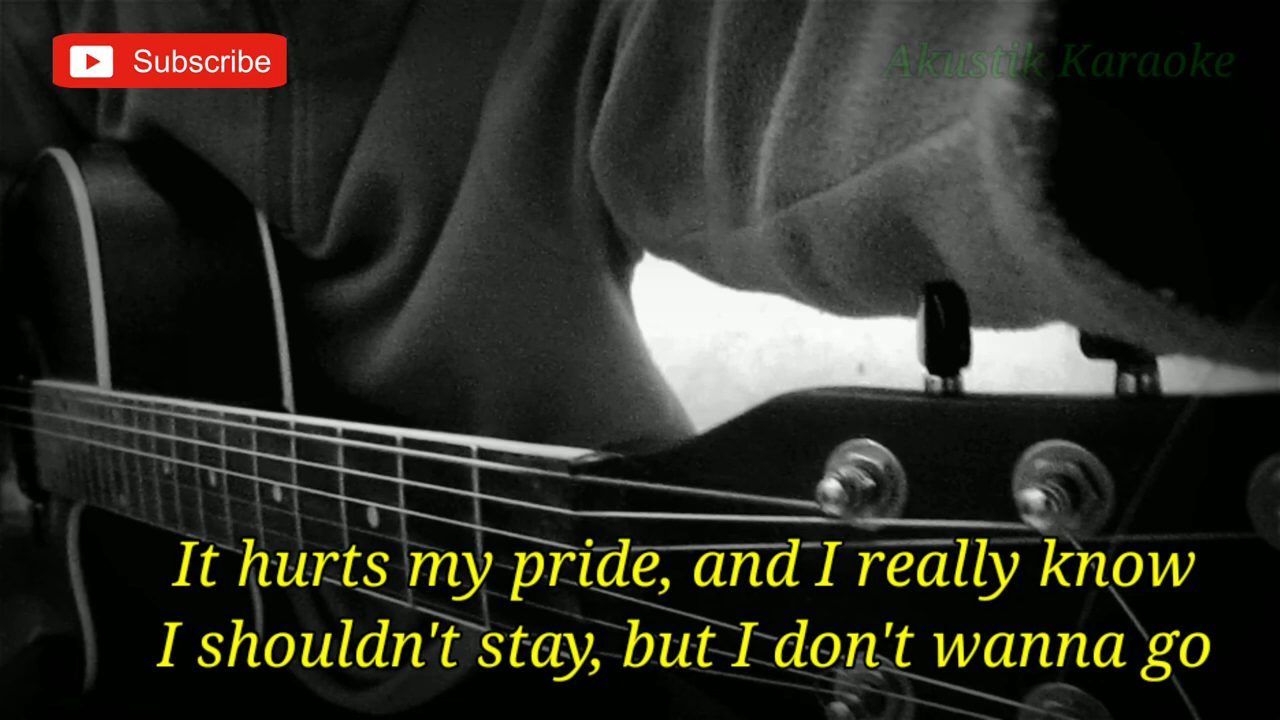 Subscribe
Akustik Karaoke
It hurts my pride, and I really know
I shouldn't stay, but I don't wanna go